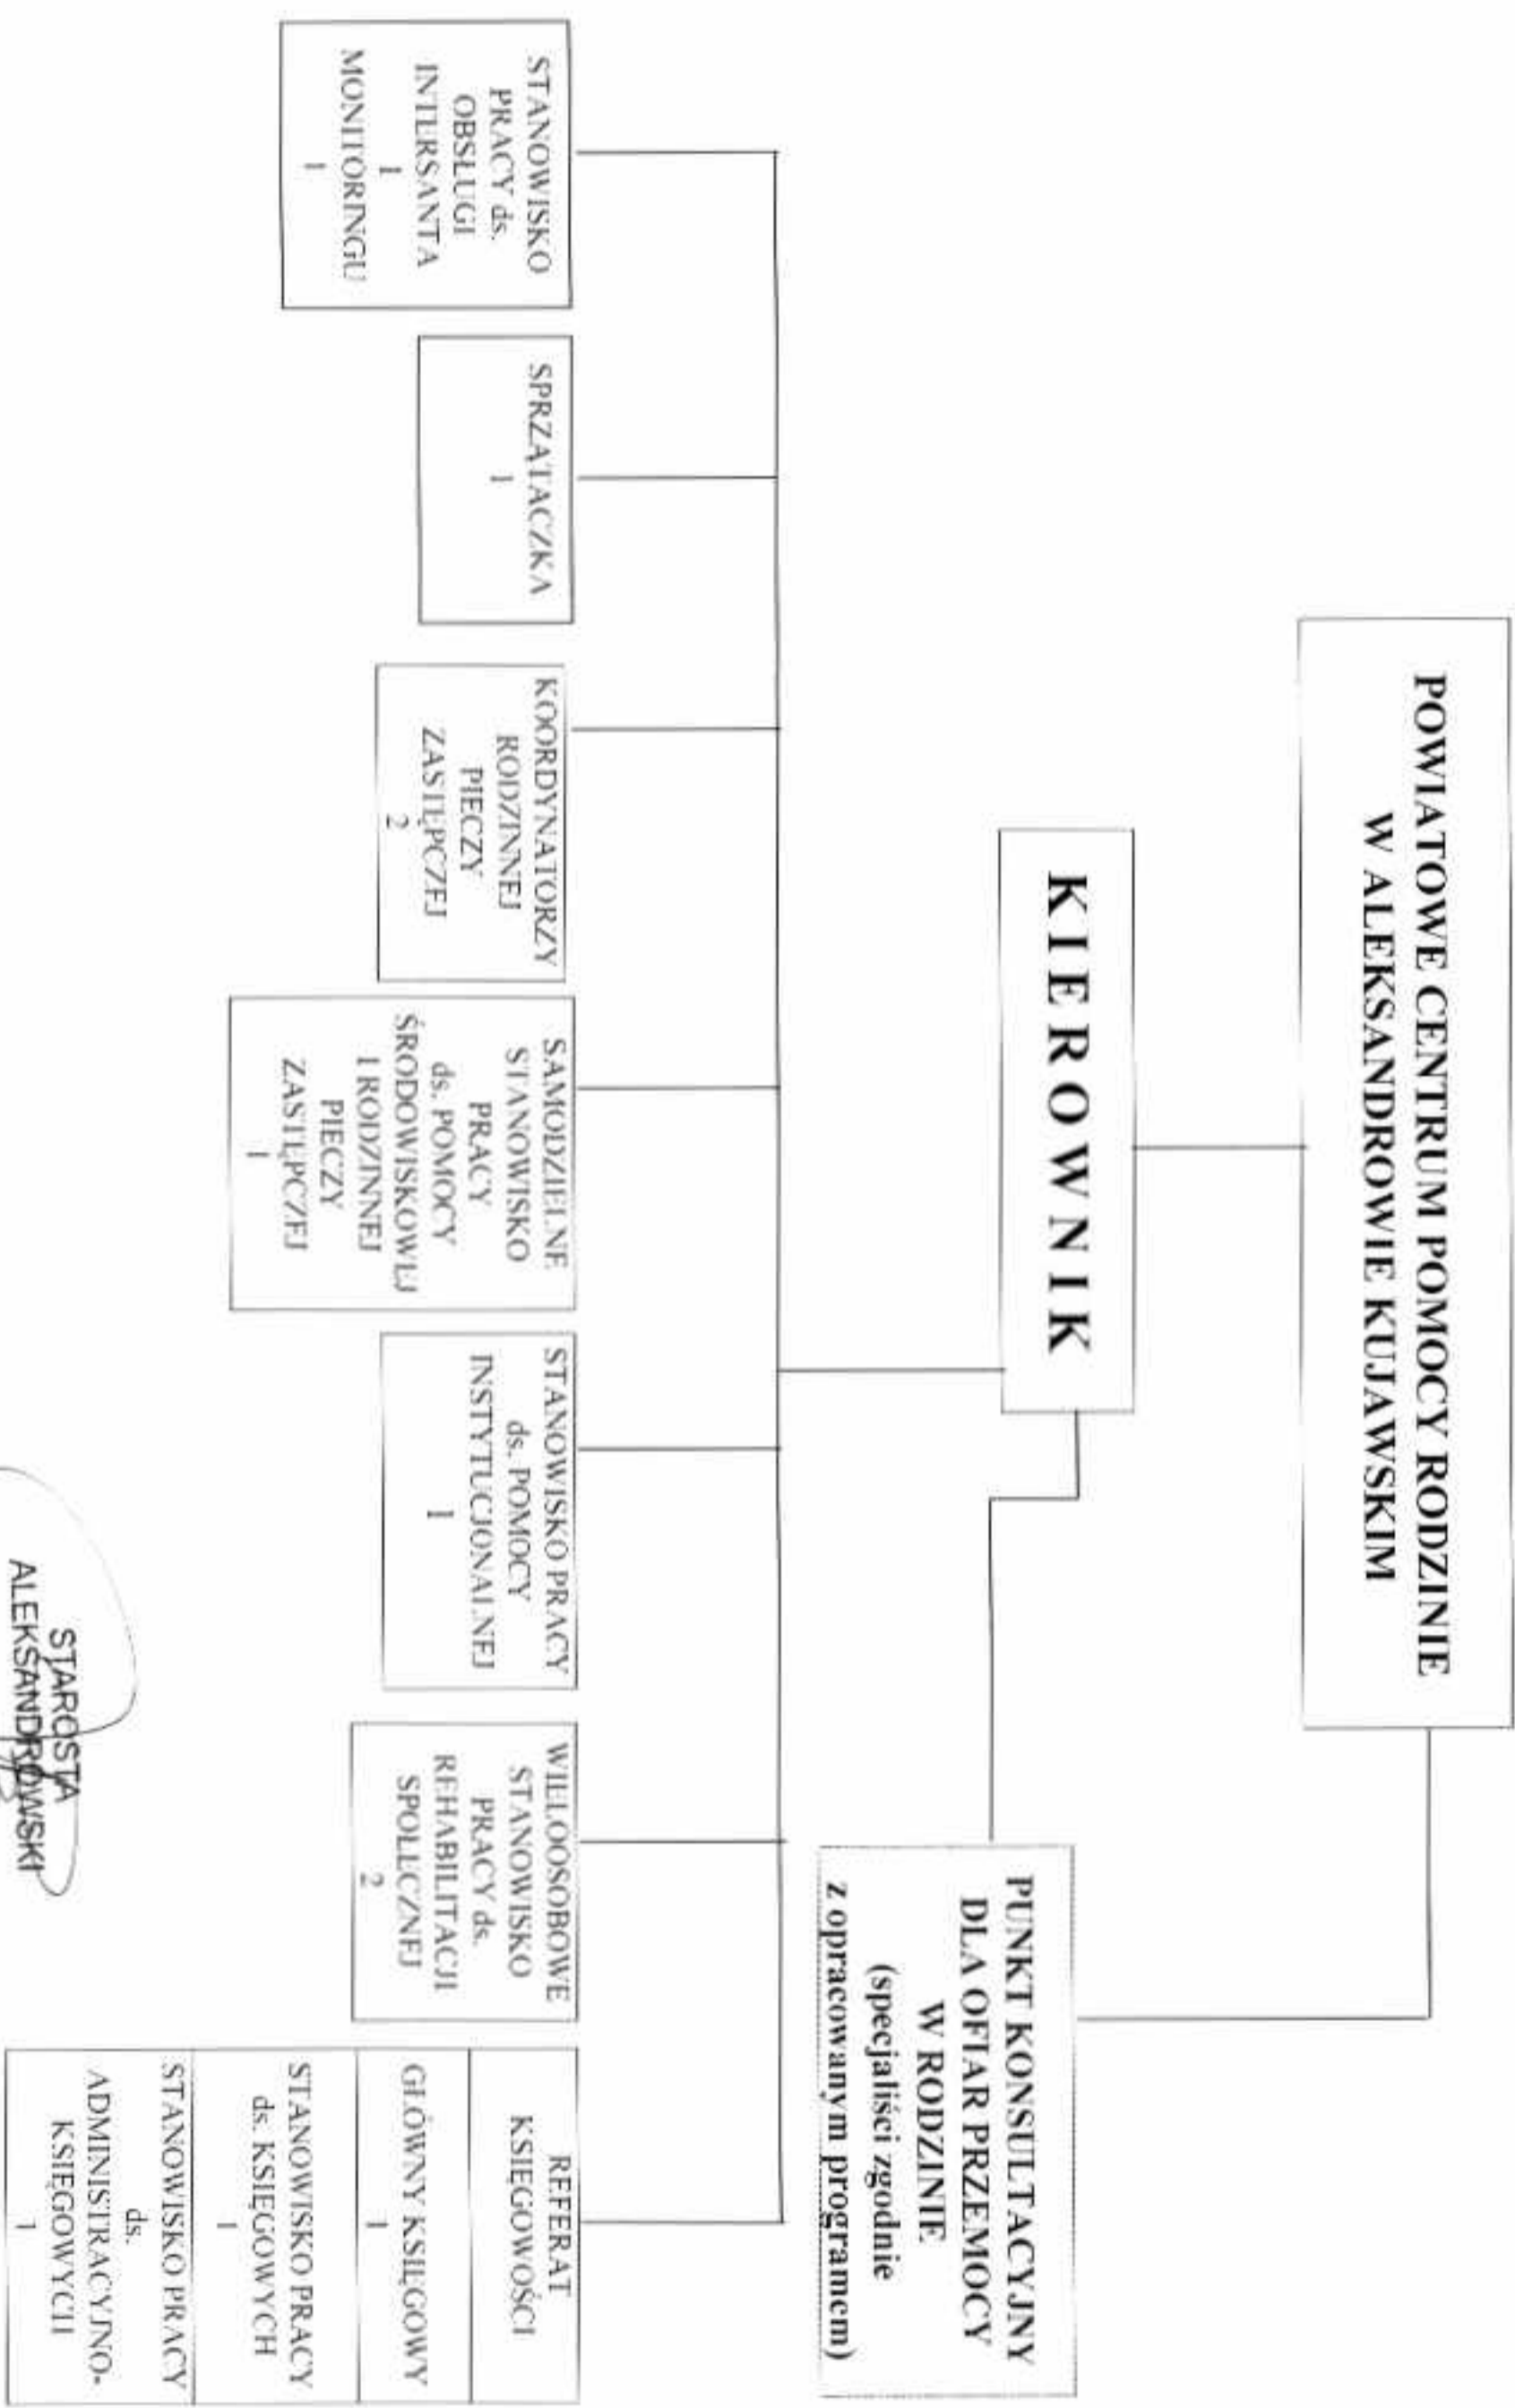 POWIATOWE CENTRUM POMOCY RODZINIE
W ALEKSANDROWIE KUJAWSKIM
KIEROWNIK
PUNKT KONSULTACYJNY
DLA OFIAR PRZEMOCY
W RODZINIE
(specjaliści zgodnie
z opracowanym programem)
STANOWISKO
PRACY ds.
OBSŁUGI
INTERSANTA
1
MONITORINGU
1
SPRZĄTACZKA
1
KOORDYNATORZY
RODZINNEJ
PIECZY
ZASTĘPCZEJ
2
SAMODZIELNE
STANOWISKO
PRACY
ds. POMOCY
ŚRODOWISKOWEJ
I RODZINNEJ
PIECZY
ZASTĘPCZEJ
1
STANOWISKO PRACY
ds. POMOCY
INSTYTUCJONALNEJ
1
WIELOOSOBOWE
STANOWISKO
PRACY ds.
REHABILITACJI
SPOŁECZNEJ
2
REFERAT
KSIĘGOWOŚCI
GŁÓWNY KSIĘGOWY
1
STANOWISKO PRACY
ds. KSIĘGOWYCH
1
STANOWISKO PRACY
ds.
ADMINISTRACYJNO-
KSIĘGOWYCH
1
STAROSTA
ALEKSANDROWSKI